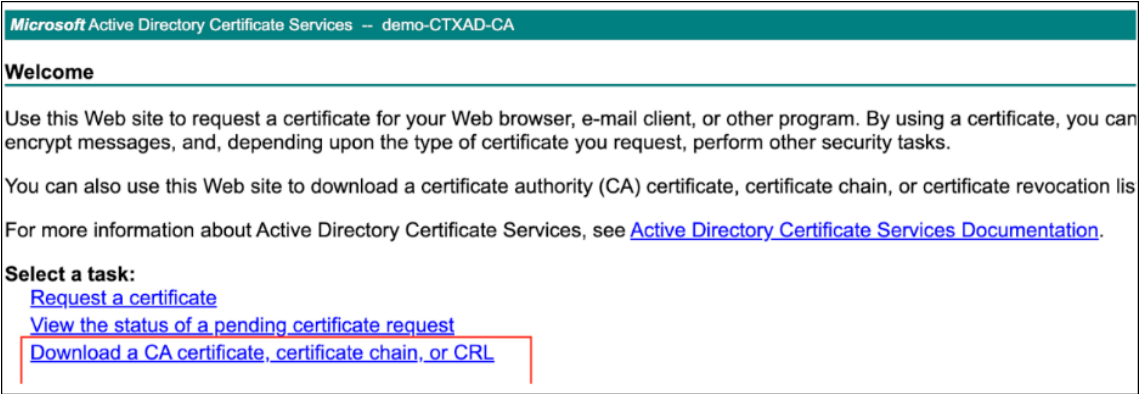 Microsoft Active Directory Certificate Services -- demo-CTXAD-CA
Welcome
Use this Web site to request a certificate for your Web browser, e-mail client, or other program. By using a certificate, you can
encrypt messages, and, depending upon the type of certificate you request, perform other security tasks.
You can also use this Web site to download a certificate authority (CA) certificate, certificate chain, or certificate revocation lis
For more information about Active Directory Certificate Services, see Active Directory Certificate Services Documentation.
Select a task:
Request a certificate
View the status of a pending certificate request
Download a CA certificate, certificate chain, or CRL